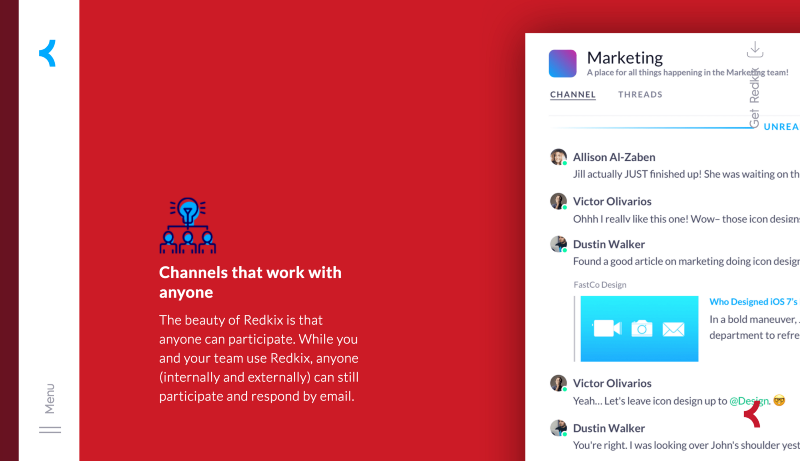 Marketing
A place for all things happening in the Marketing team!
Get Redkix
CHANNEL THREADS
UNREA
Allison Al-Zaben
Jill actually JUST finished up! She was waiting on th
Victor Olivarios
Ohhh I really like this one! Wow– those icon designs
Dustin Walker
Found a good article on marketing doing icon design
FastCo Design
Who Designed iOS 7's
In a bold maneuver,
department to refre
Victor Olivarios
Yeah... Let's leave icon design up to @Design. 🤓
Dustin Walker
You're right. I was looking over John's shoulder yest
Channels that work with
anyone
The beauty of Redkix is that
anyone can participate. While you
and your team use Redkix, anyone
(internally and externally) can still
participate and respond by email.
Menu